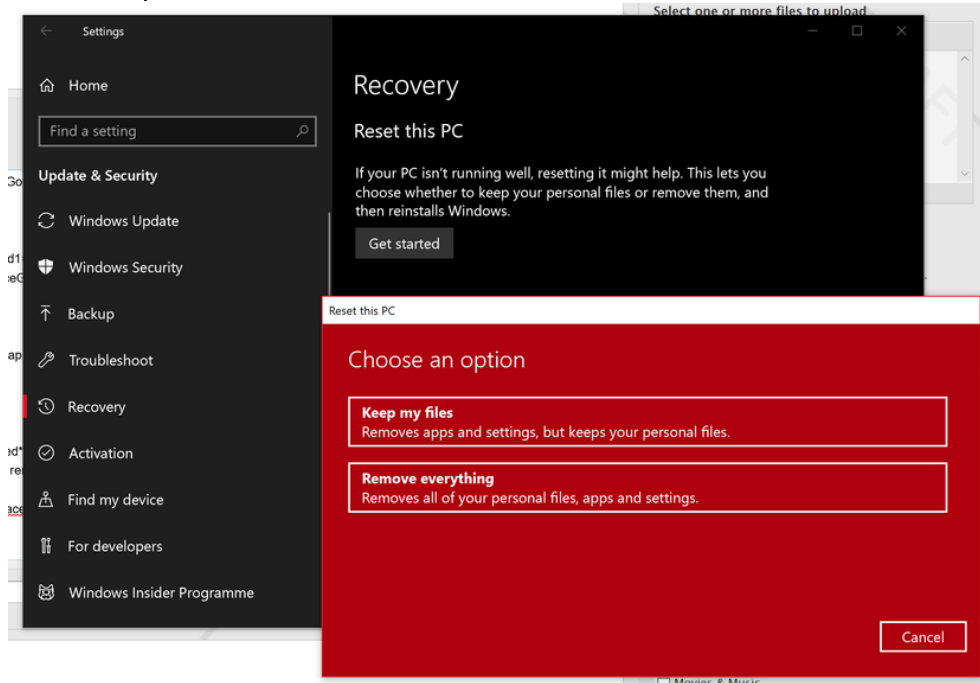 Select one or more files to upload
Settings
Home
Find a setting
Update & Security
Windows Update
Windows Security
Backup
Troubleshoot
Recovery
Activation
Find my device
For developers
Windows Insider Programme
Recovery
Reset this PC
If your PC isn't running well, resetting it might help. This lets you
choose whether to keep your personal files or remove them, and
then reinstalls Windows.
Get started
Reset this PC
Choose an option
Keep my files
Removes apps and settings, but keeps your personal files.
Remove everything
Removes all of your personal files, apps and settings.
Cancel
Movies & Music